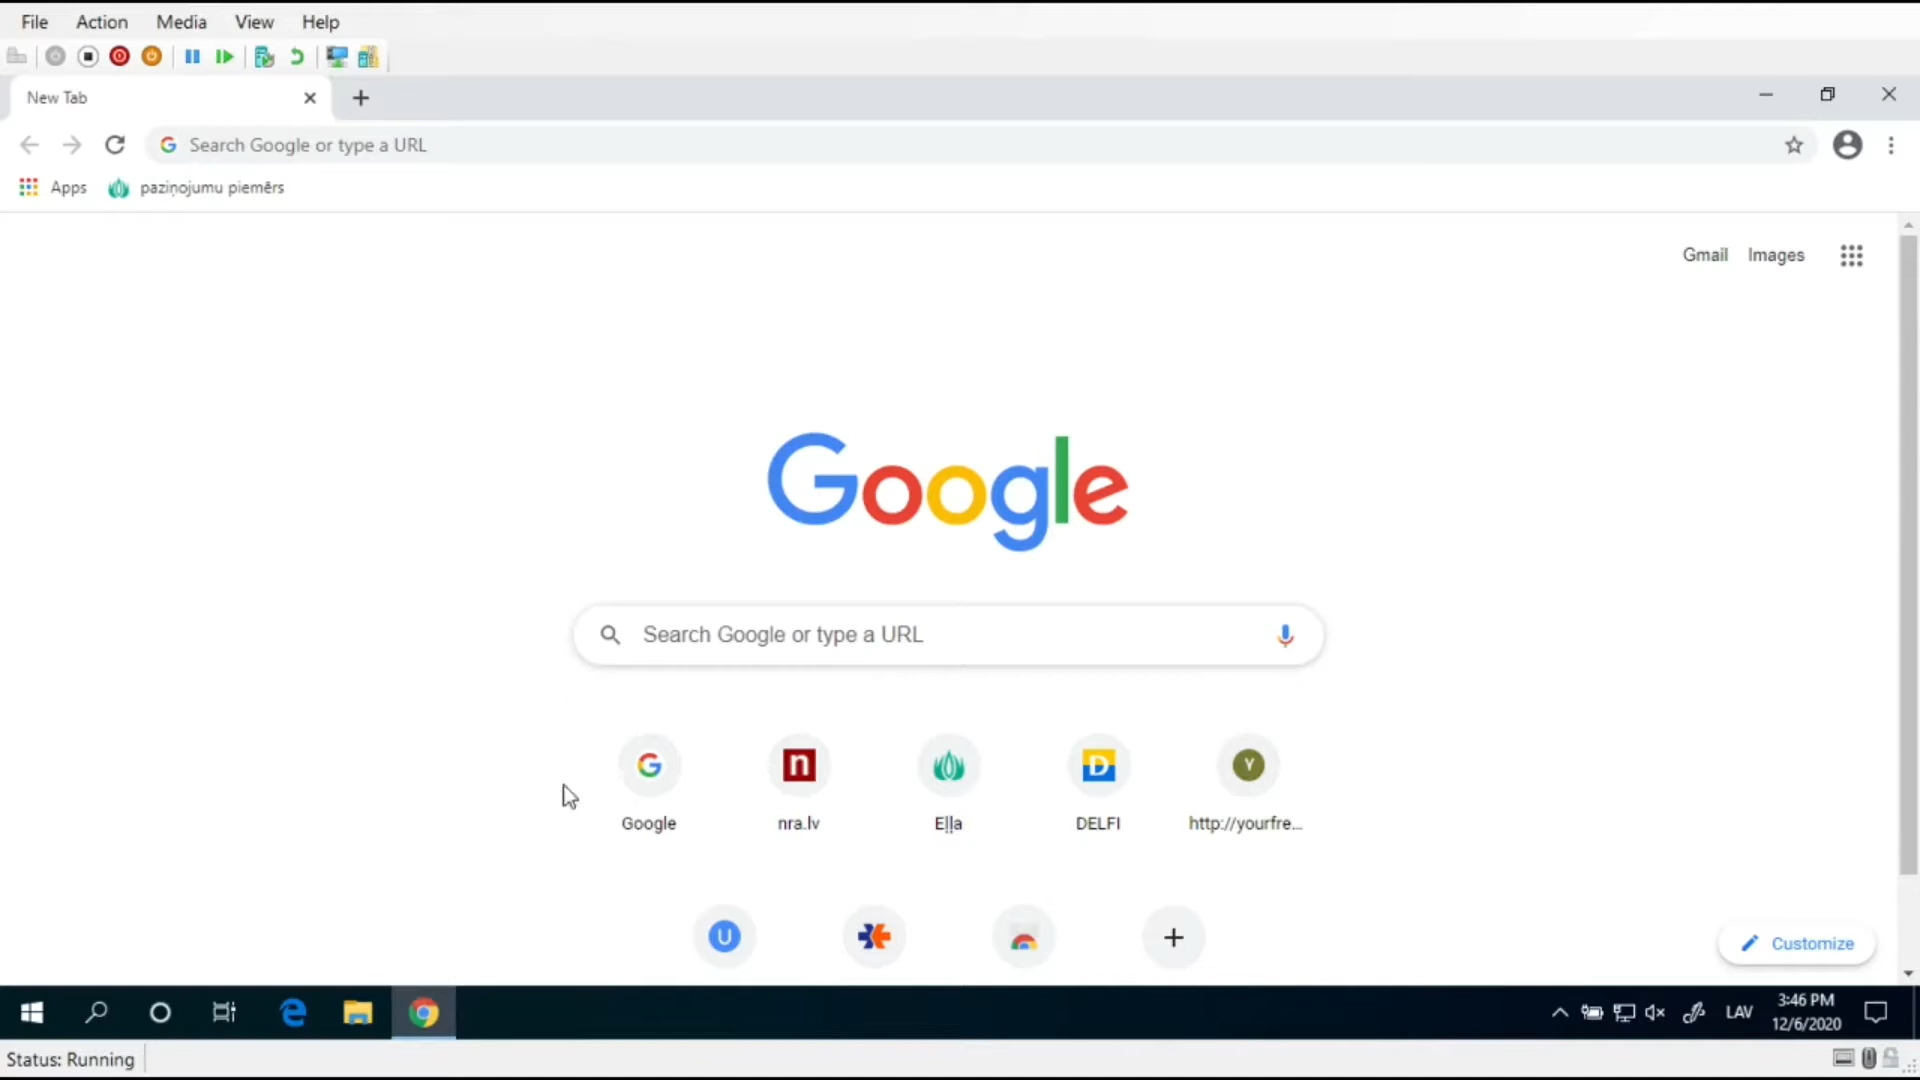 File Action Media View Help
New Tab
Search Google or type a URL
Apps paziņojumu piemērs
Gmail Images
Google
Search Google or type a URL
Google nra.lv Eļļa DELFI http://yourfre...
Customize
LAV 3:46 PM
12/6/2020
Status: Running